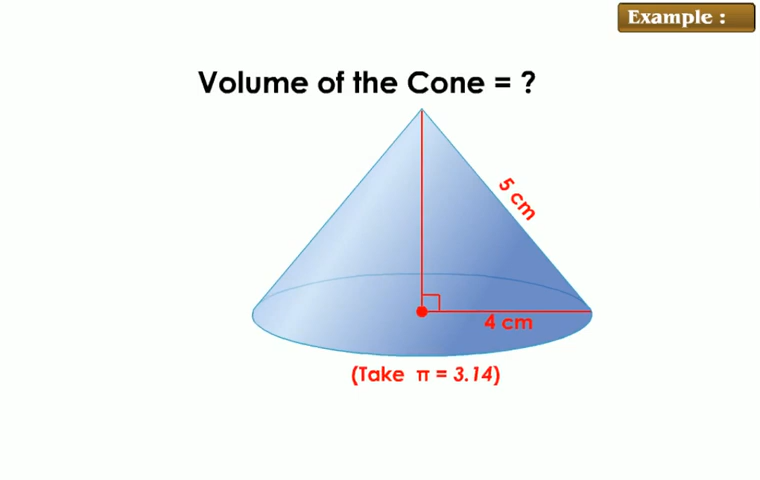 Example :
Volume of the Cone = ?
5 cm
4 cm
(Take π = 3.14)